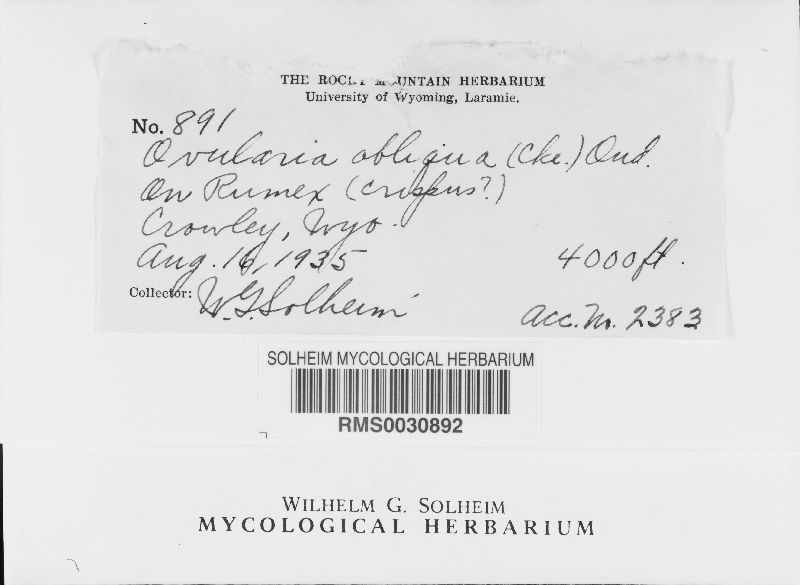 THE ROCKY MOUNTAIN HERBARIUM
University of Wyoming, Laramie.
No. 891
Ovularia obliqua (Cke.) Oud.
On Rumex (crispus?)
Crowley, Wyo.
Aug. 16, 1935 4000 ft.
Collector: W.G. Solheim
Acc. No. 2383
SOLHEIM MYCOLOGICAL HERBARIUM
RMS0030892
WILHELM G. SOLHEIM
MYCOLOGICAL HERBARIUM